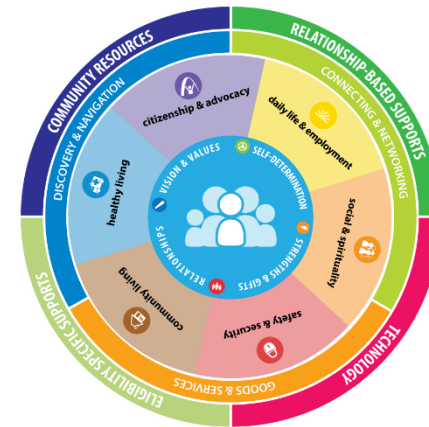 COMMUNITY RESOURCES
RELATIONSHIP-BASED SUPPORTS
TECHNOLOGY
ELIGIBILITY SPECIFIC SUPPORTS
DISCOVERY & NAVIGATION
CONNECTING & NETWORKING
GOODS & SERVICES
citizenship & advocacy
daily life & employment
social & spirituality
safety & security
community living
healthy living
VISION & VALUES
SELF-DETERMINATION
STRENGTHS & GIFTS
RELATIONSHIPS